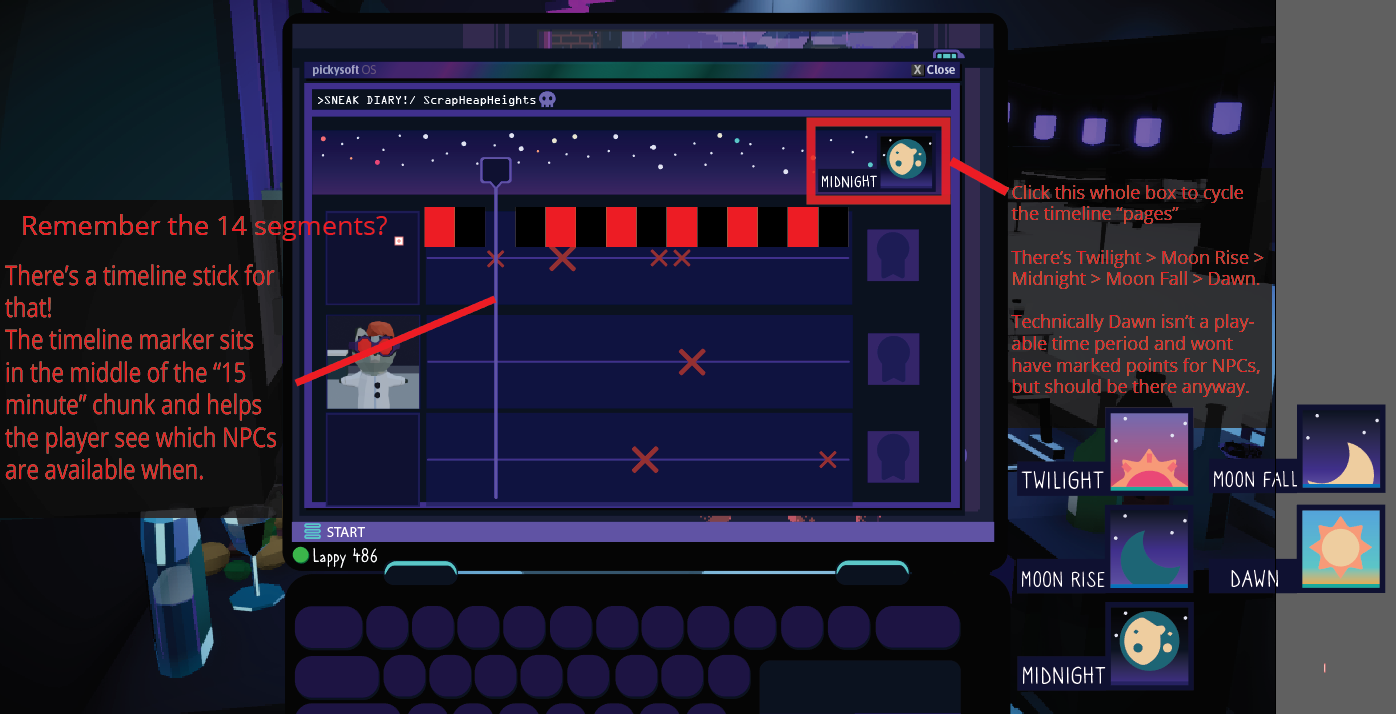 pickysoft OS
X Close
>SNEAK DIARY!/ ScrapHeapHeights
MIDNIGHT
Remember the 14 segments?
There's a timeline stick for
that!
The timeline marker sits
in the middle of the “15
minute” chunk and helps
the player see which NPCs
are available when.
Click this whole box to cycle
the timeline “pages”
There's Twilight > Moon Rise >
Midnight > Moon Fall > Dawn.
Technically Dawn isn't a play-
able time period and wont
have marked points for NPCs,
but should be there anyway.
TWILIGHT
MOON FALL
MOON RISE
DAWN
MIDNIGHT
START
Lappy 486